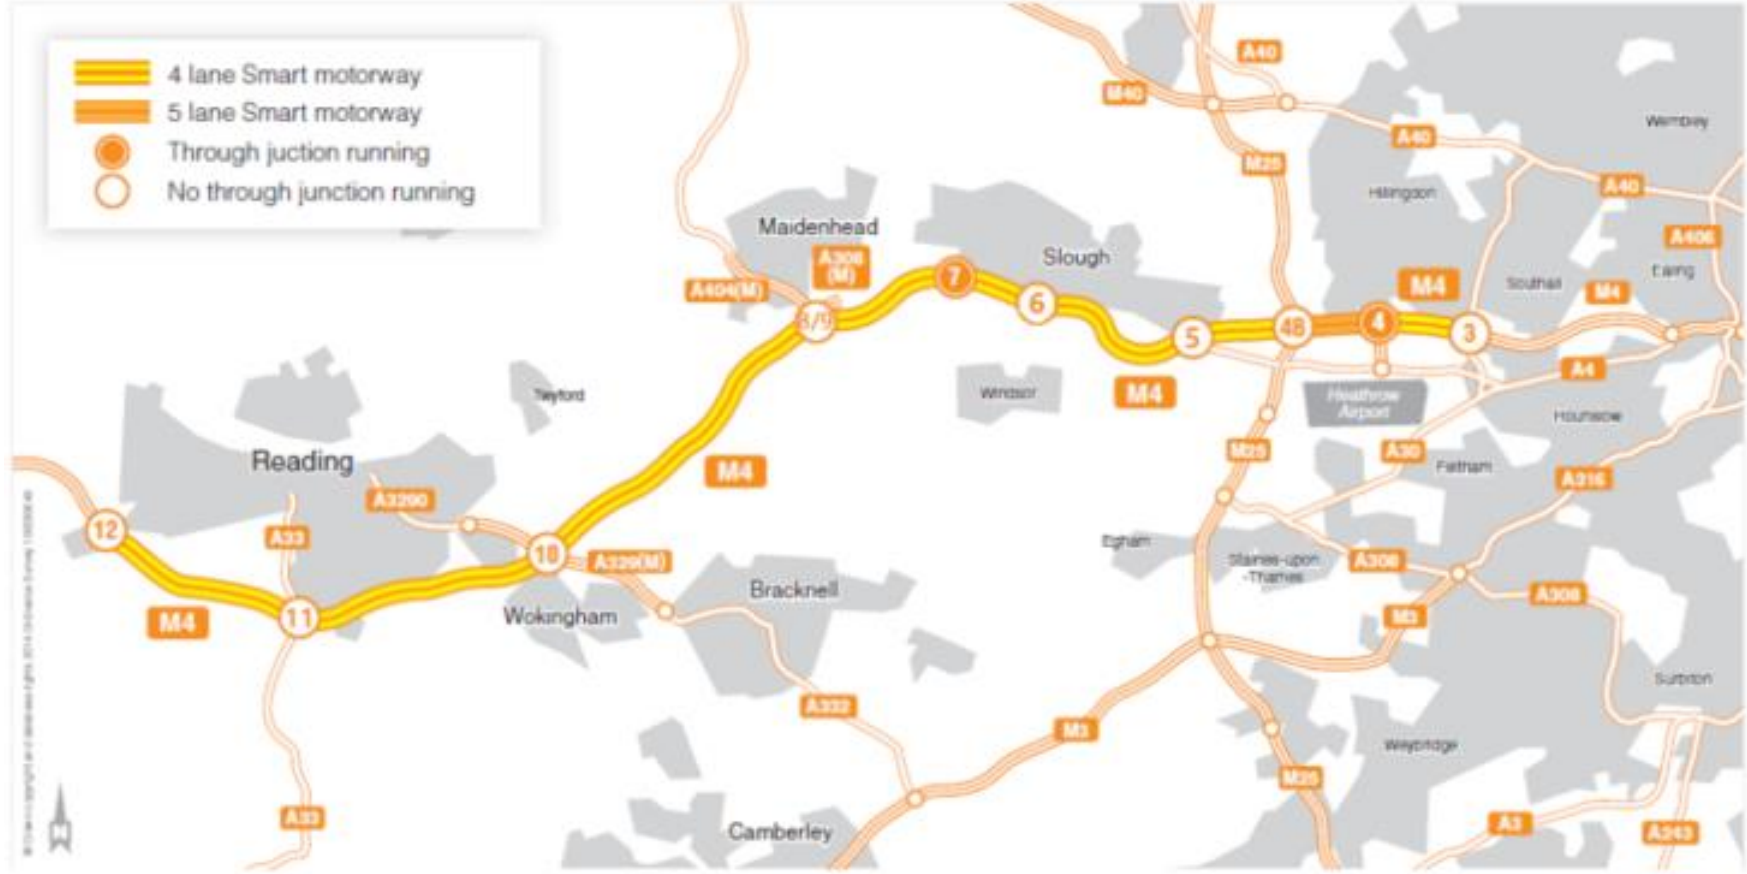 4 lane Smart motorway
5 lane Smart motorway
Through juction running
No through junction running
A40
M40
Wembley
A40
M25
Hillingdon
A40
Maidenhead
A308
(M)
A404(M)
Slough
A406
Ealing
Southall
M4
M4
7
6
8/9
5
4B
4
3
M4
A4
Windsor
Heathrow
Airport
Hounslow
Reading
M4
M25
A30
Feltham
A316
A3290
12
A33
10
A329(M)
Egham
Staines-upon
-Thames
A308
Bracknell
A308
M4
11
Wokingham
M3
Surbiton
A332
M3
Weybridge
M25
A33
Camberley
A3
A243
N